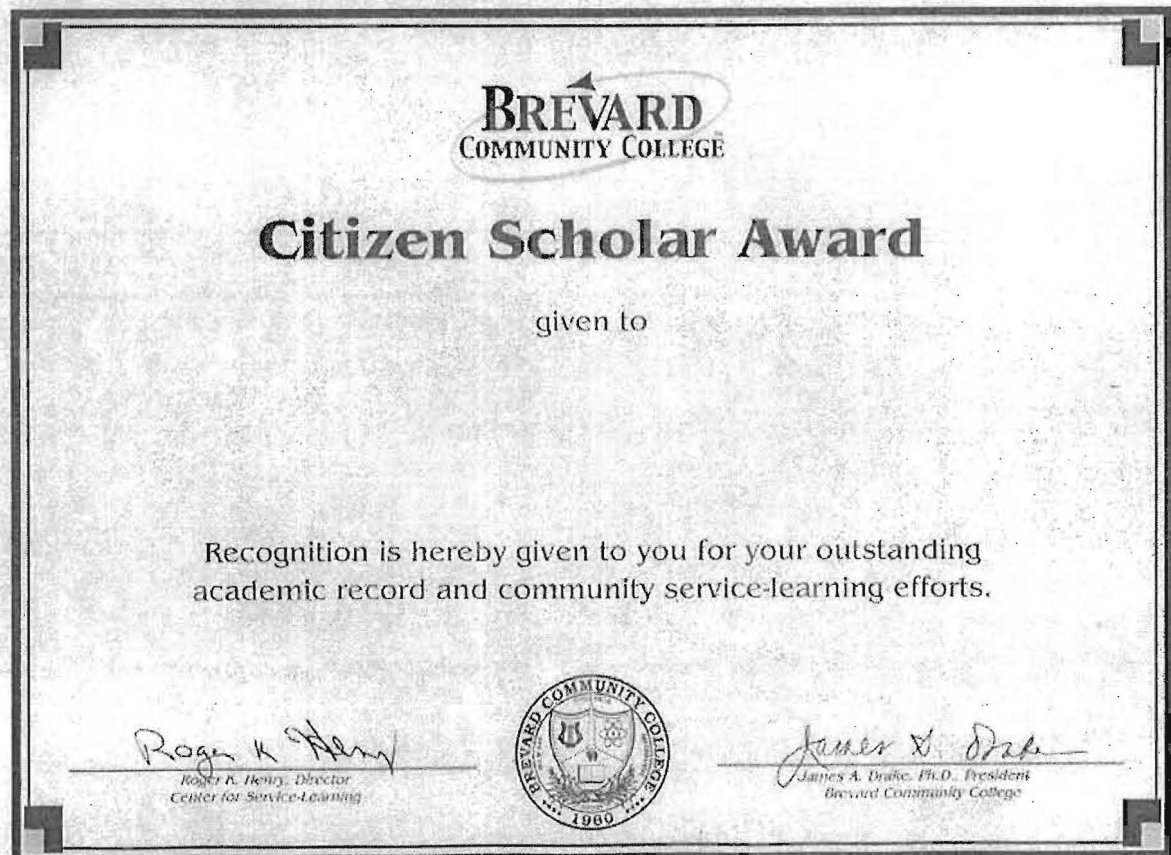 BREVARD
COMMUNITY COLLEGE
Citizen Scholar Award
given to
Recognition is hereby given to you for your outstanding
academic record and community service-learning efforts.
Roger K Henry
Roger K. Henry, Director
Center for Service-Learning
BREVARD COMMUNITY COLLEGE
1960
James A. Drake
James A. Drake, Ph.D., President
Brevard Community College